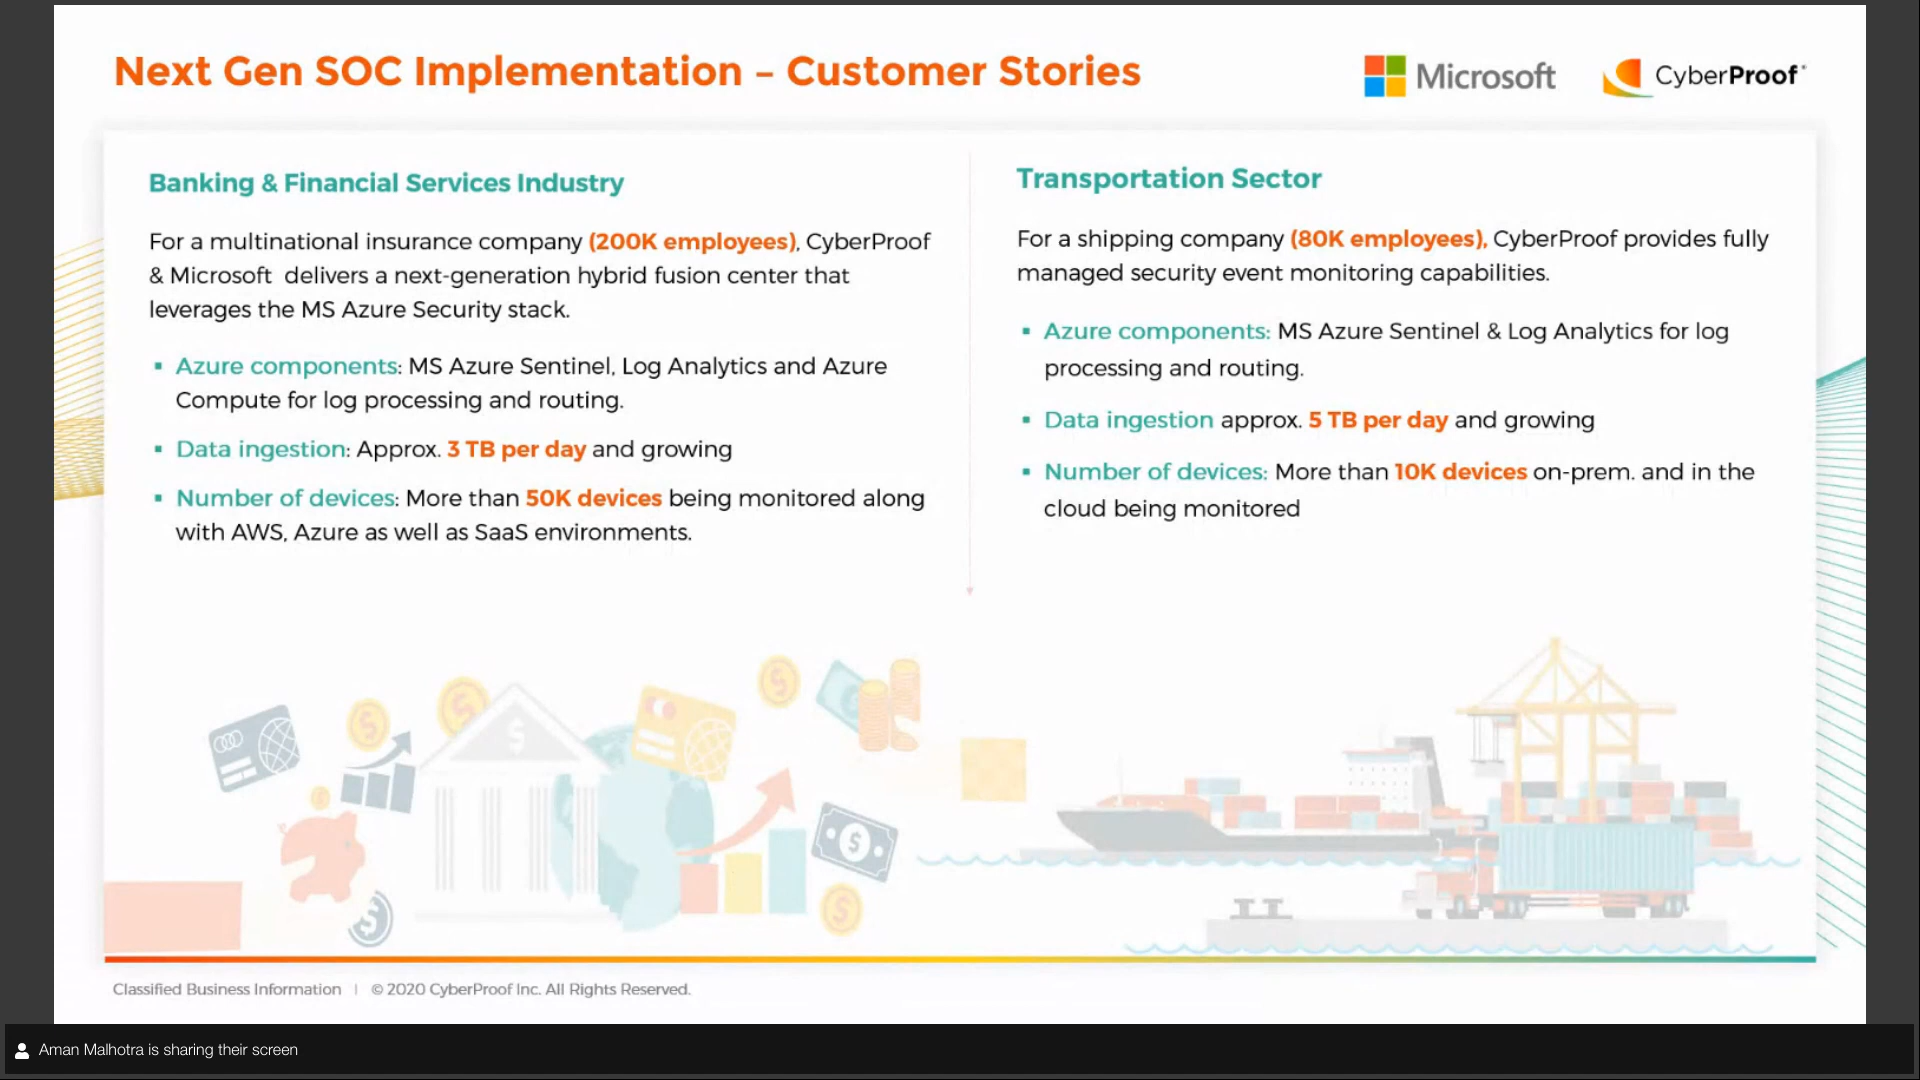 Next Gen SOC Implementation – Customer Stories
Microsoft
CyberProof
Banking & Financial Services Industry
For a multinational insurance company (200K employees), CyberProof
& Microsoft delivers a next-generation hybrid fusion center that
leverages the MS Azure Security stack.
▪ Azure components: MS Azure Sentinel, Log Analytics and Azure
Compute for log processing and routing.
▪ Data ingestion: Approx. 3 TB per day and growing
▪ Number of devices: More than 50K devices being monitored along
with AWS, Azure as well as SaaS environments.
Transportation Sector
For a shipping company (80K employees), CyberProof provides fully
managed security event monitoring capabilities.
▪ Azure components: MS Azure Sentinel & Log Analytics for log
processing and routing.
▪ Data ingestion approx. 5 TB per day and growing
▪ Number of devices: More than 10K devices on-prem. and in the
cloud being monitored
Classified Business Information | © 2020 CyberProof Inc. All Rights Reserved.
Aman Malhotra is sharing their screen